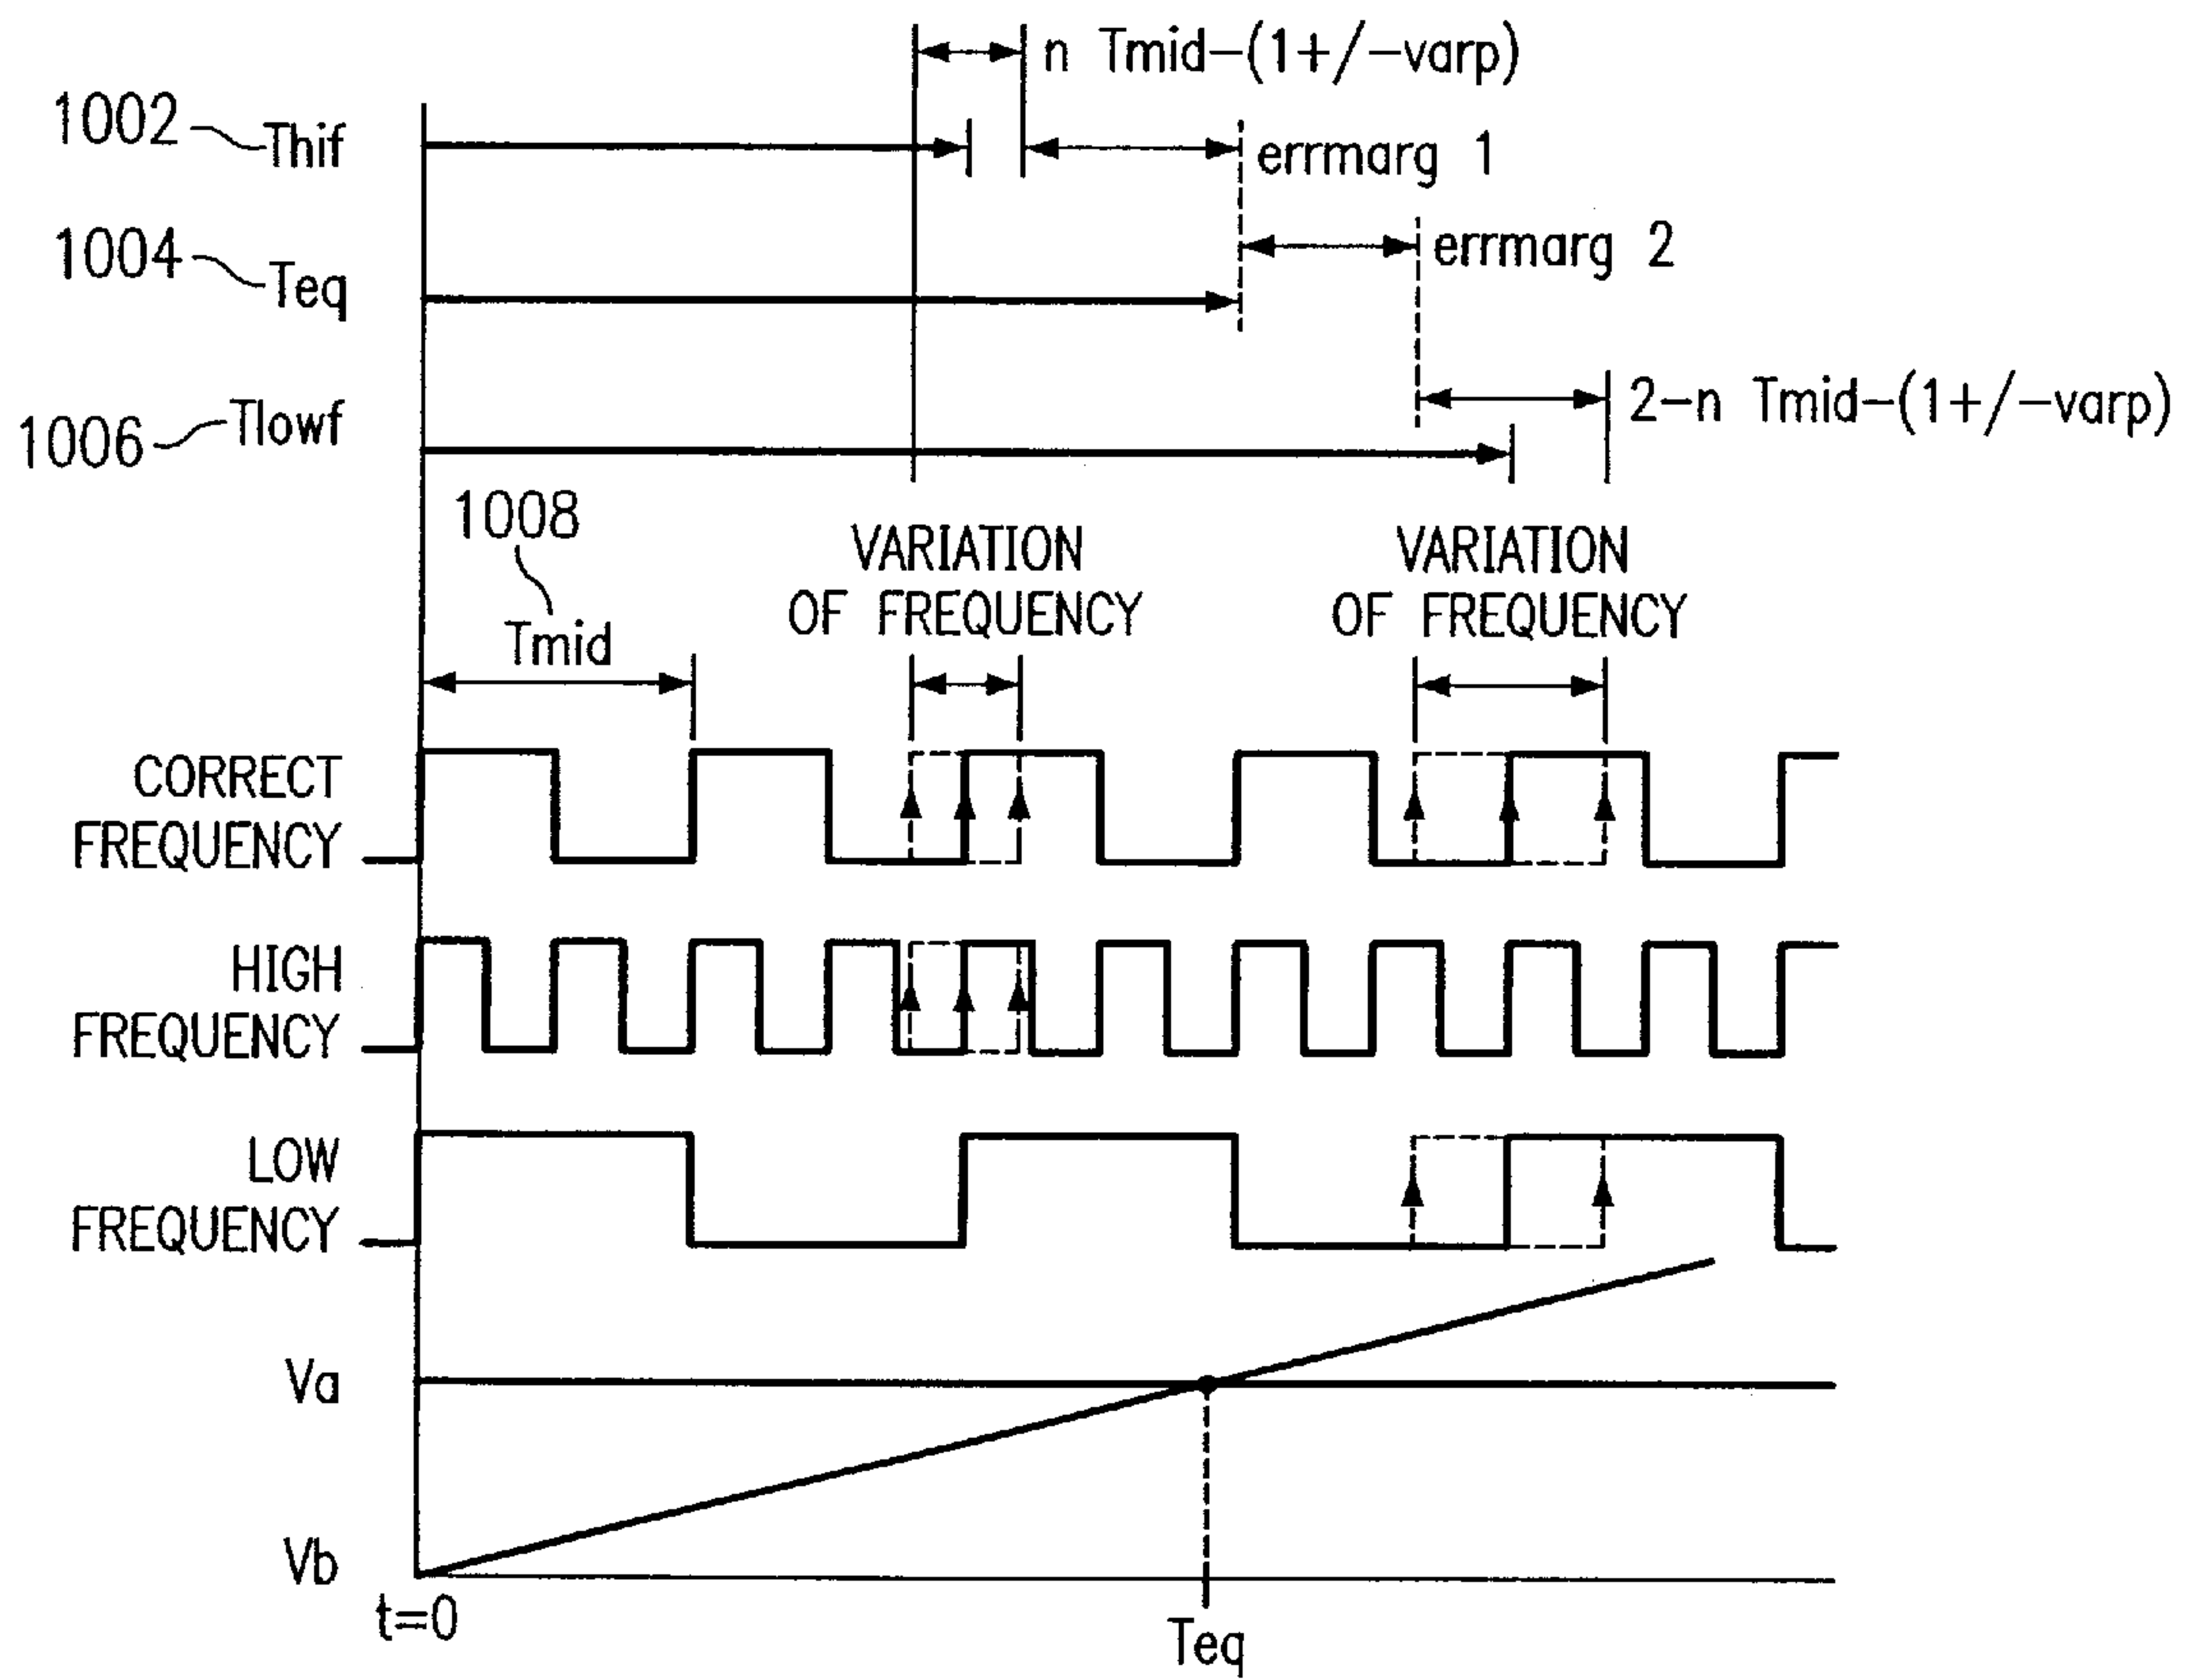 n Tmid-(1+/-varp)
1002
Thif
errmarg 1
1004
Teq
errmarg 2
1006
Tlowf
2-n Tmid-(1+/-varp)
1008
Tmid
VARIATION
OF FREQUENCY
VARIATION
OF FREQUENCY
CORRECT
FREQUENCY
HIGH
FREQUENCY
LOW
FREQUENCY
Va
Vb
t=0
Teq